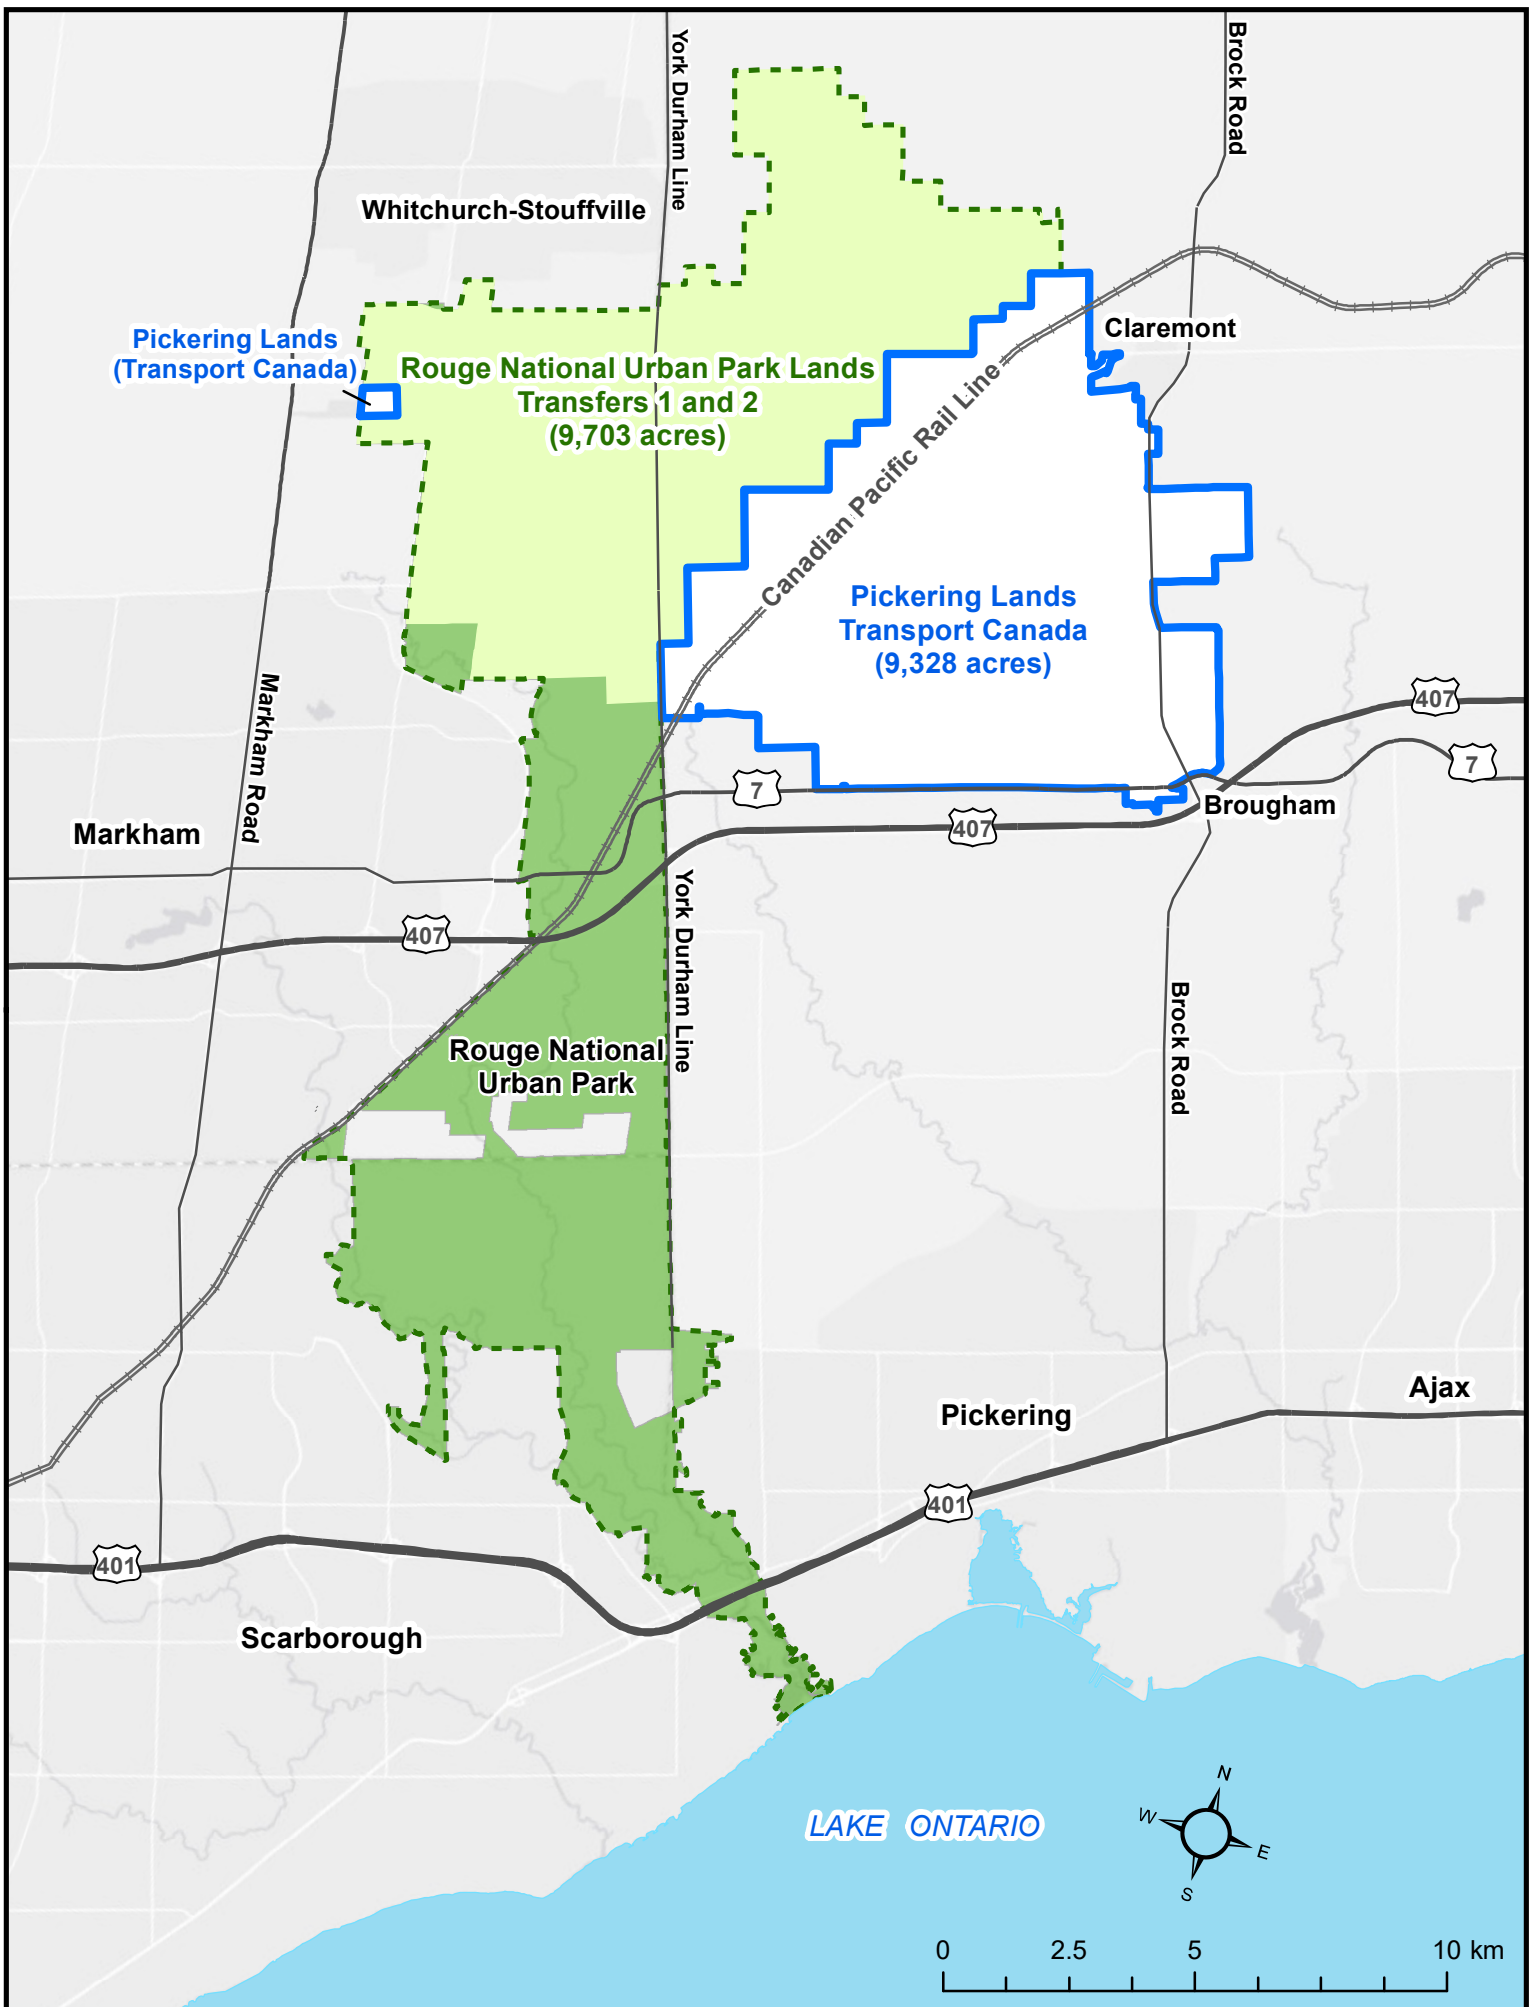 York Durham Line
Brock Road
Whitchurch-Stouffville
Claremont
Pickering Lands
(Transport Canada)
Rouge National Urban Park Lands
Transfers 1 and 2
(9,703 acres)
Canadian Pacific Rail Line
Pickering Lands
Transport Canada
(9,328 acres)
Markham Road
407
7
7
Brougham
407
Markham
York Durham Line
407
Brock Road
Rouge National
Urban Park
Ajax
Pickering
401
401
Scarborough
N
W
E
S
LAKE ONTARIO
0 2.5 5 10 km